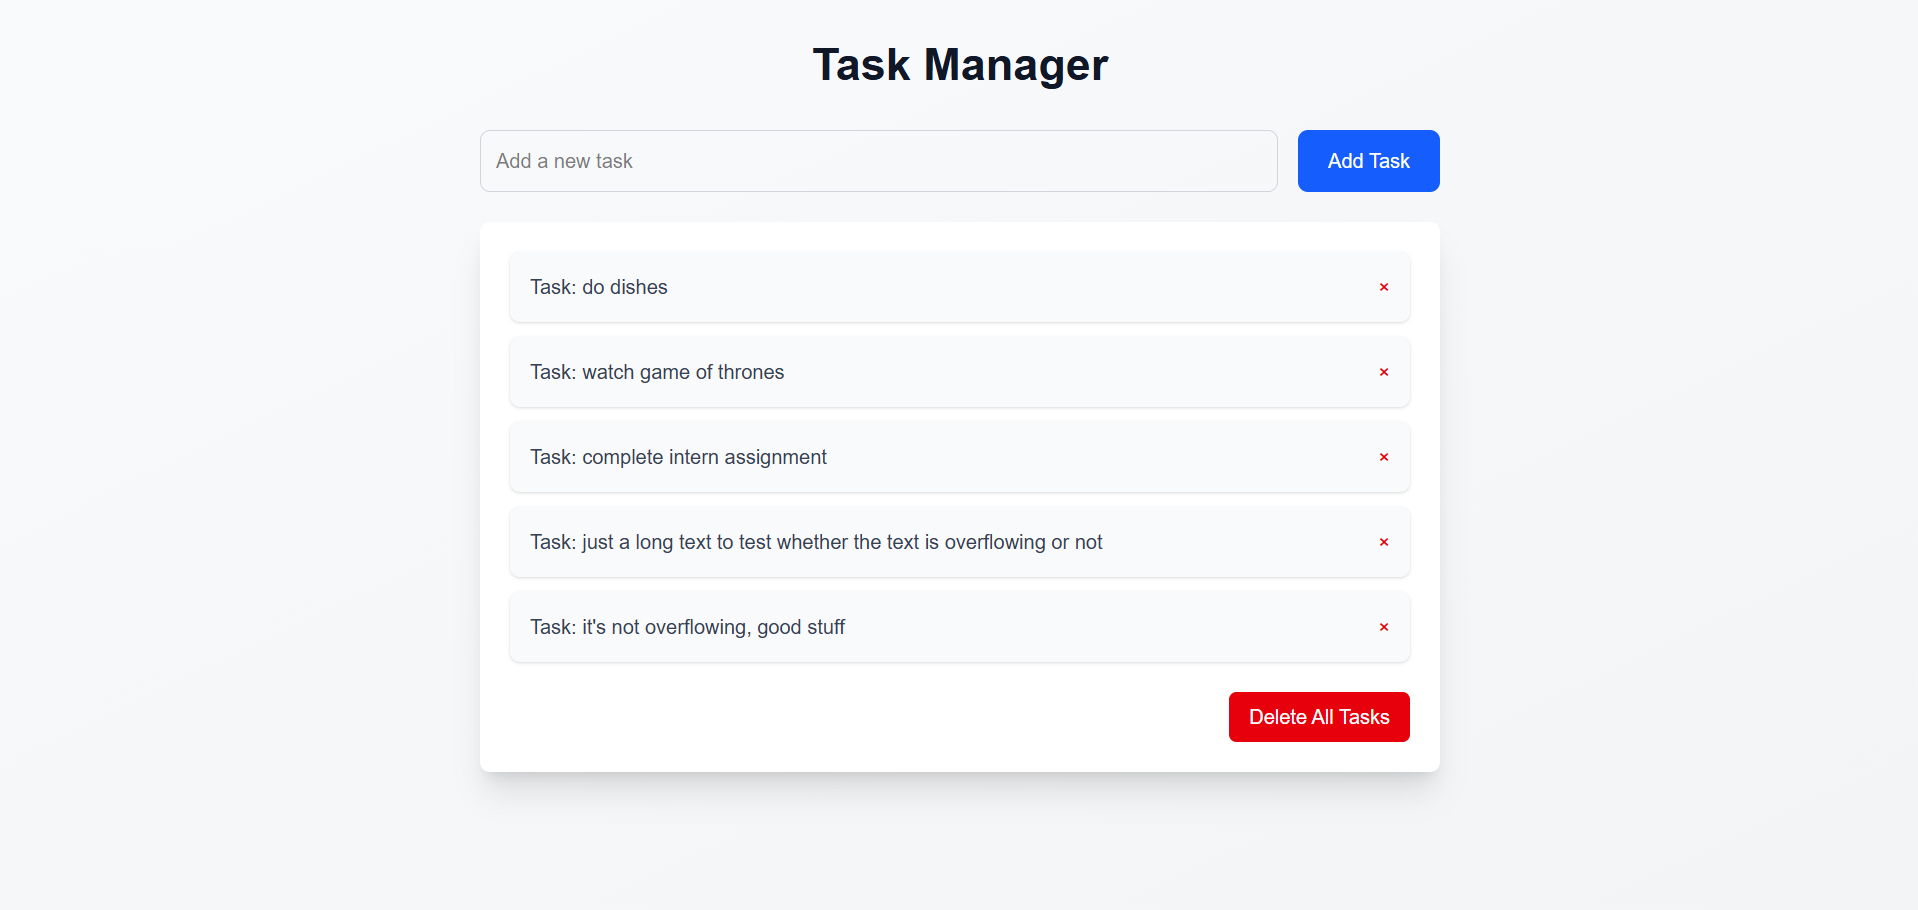 Task Manager
Add a new task
Add Task
Task: do dishes
×
Task: watch game of thrones
×
Task: complete intern assignment
×
Task: just a long text to test whether the text is overflowing or not
×
Task: it's not overflowing, good stuff
×
Delete All Tasks